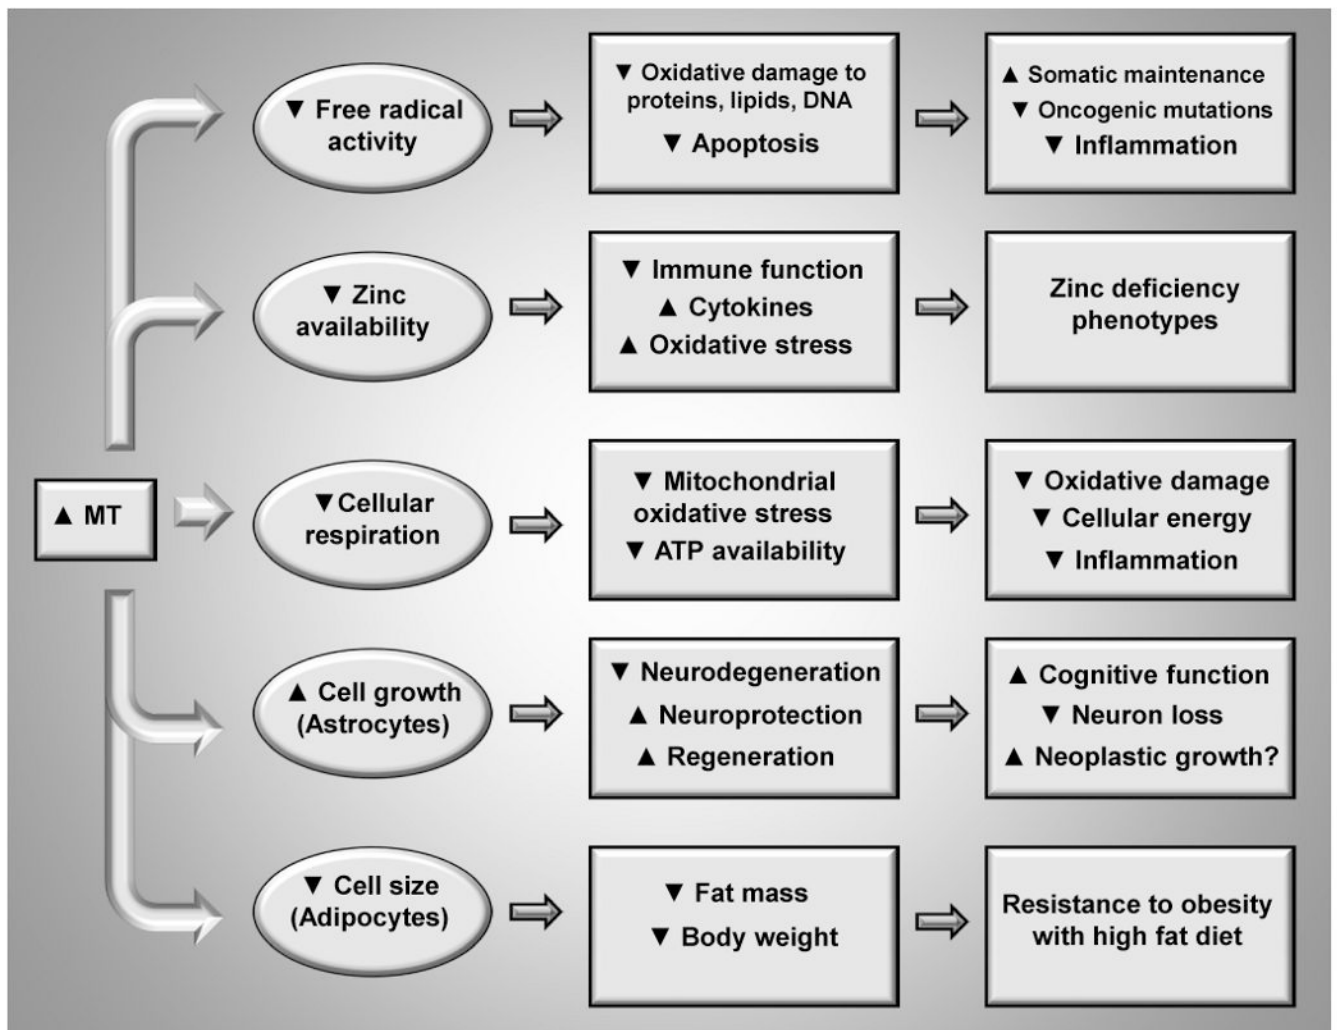 ▼ Free radical
activity
▼ Oxidative damage to
proteins, lipids, DNA
▼ Apoptosis
▲ Somatic maintenance
▼ Oncogenic mutations
▼ Inflammation
▼ Zinc
availability
▼ Immune function
▲ Cytokines
▲ Oxidative stress
Zinc deficiency
phenotypes
▲ MT
▼Cellular
respiration
▼ Mitochondrial
oxidative stress
▼ ATP availability
▼ Oxidative damage
▼ Cellular energy
▼ Inflammation
▲ Cell growth
(Astrocytes)
▼ Neurodegeneration
▲ Neuroprotection
▲ Regeneration
▲ Cognitive function
▼ Neuron loss
▲ Neoplastic growth?
▼ Cell size
(Adipocytes)
▼ Fat mass
▼ Body weight
Resistance to obesity
with high fat diet